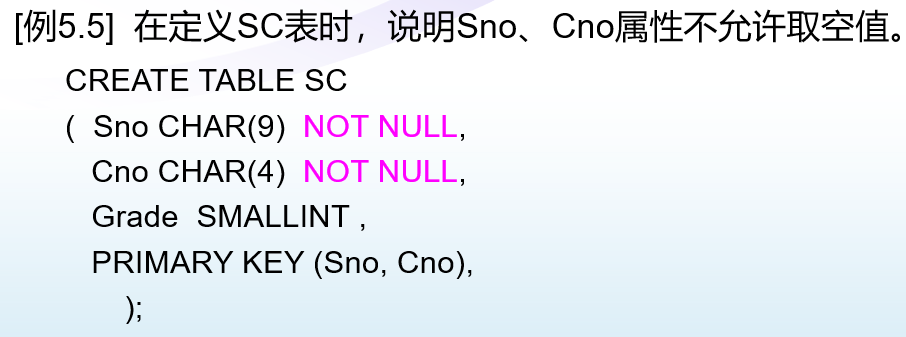 [例5.5] 在定义SC表时，说明Sno、Cno属性不允许取空值。
CREATE TABLE SC
( Sno CHAR(9) NOT NULL,
Cno CHAR(4) NOT NULL,
Grade SMALLINT ,
PRIMARY KEY (Sno, Cno),
);